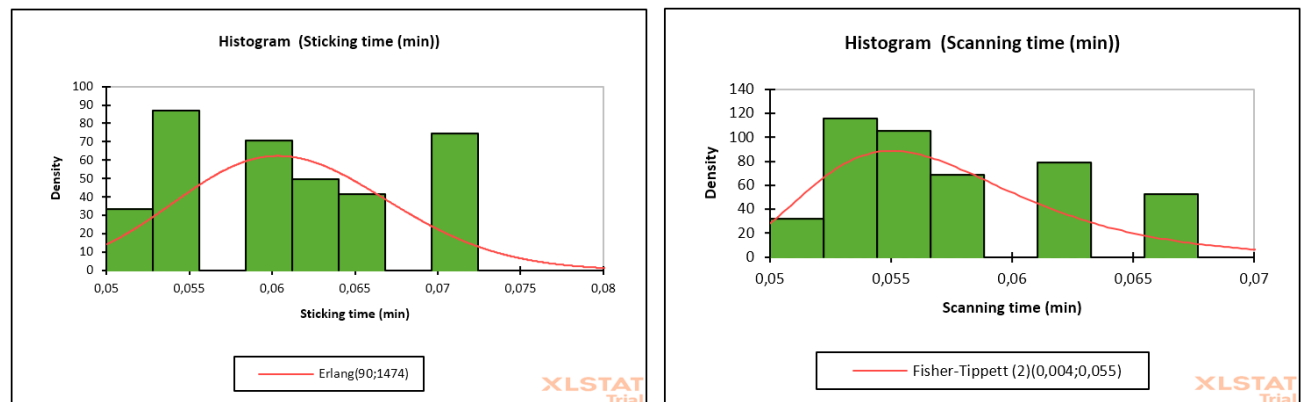 Histogram (Sticking time (min))
100
90
80
70
60
50
40
30
20
10
0
Density
0,05 0,055 0,06 0,065 0,07 0,075 0,08
Sticking time (min)
Erlang(90;1474)
XLSTAT
Trial
Histogram (Scanning time (min))
140
120
100
80
60
40
20
0
Density
0,05 0,055 0,06 0,065 0,07
Scanning time (min)
Fisher-Tippett (2)(0,004;0,055)
XLSTAT
Trial